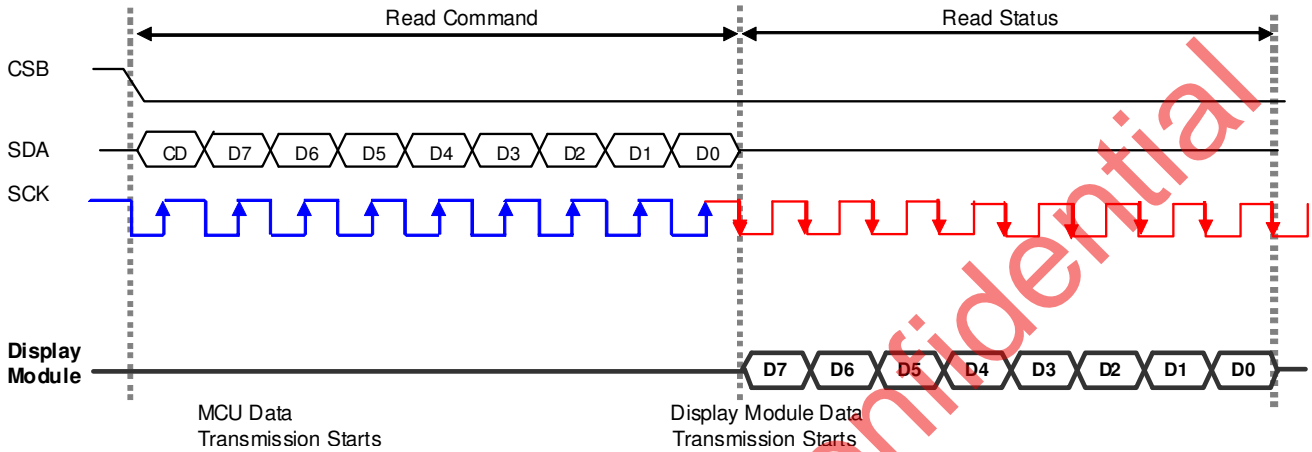 Read Command
Read Status
CSB
SDA
CD D7 D6 D5 D4 D3 D2 D1 D0
SCK
Display
Module
D7 D6 D5 D4 D3 D2 D1 D0
MCU Data
Transmission Starts
Display Module Data
Transmission Starts